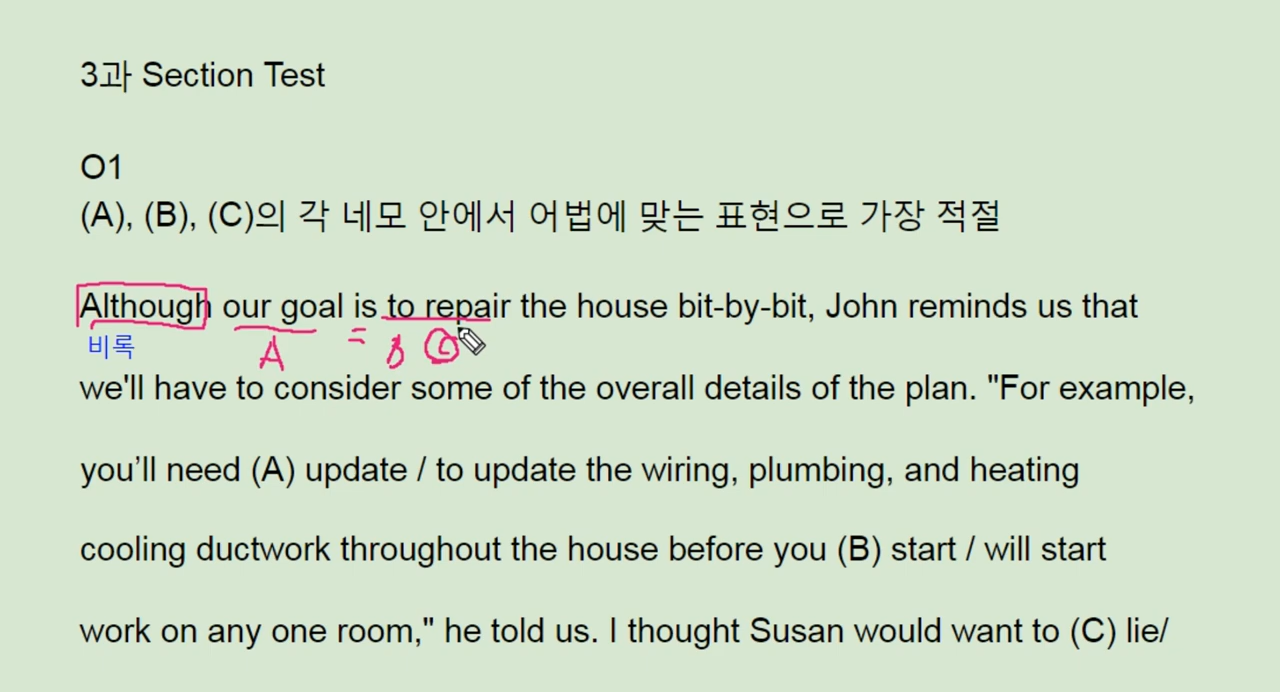 3과 Section Test
O1
(A), (B), (C)의 각 네모 안에서 어법에 맞는 표현으로 가장 적절
Although our goal is to repair the house bit-by-bit, John reminds us that
비록 A = B C
we'll have to consider some of the overall details of the plan. "For example,
you’ll need (A) update / to update the wiring, plumbing, and heating
cooling ductwork throughout the house before you (B) start / will start
work on any one room," he told us. I thought Susan would want to (C) lie/